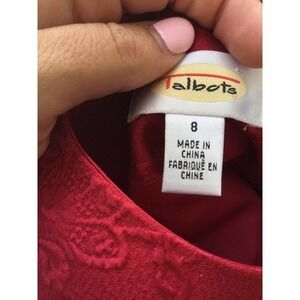 Talbots
8
MADE IN
CHINA
FABRIQUÉ EN
CHINE